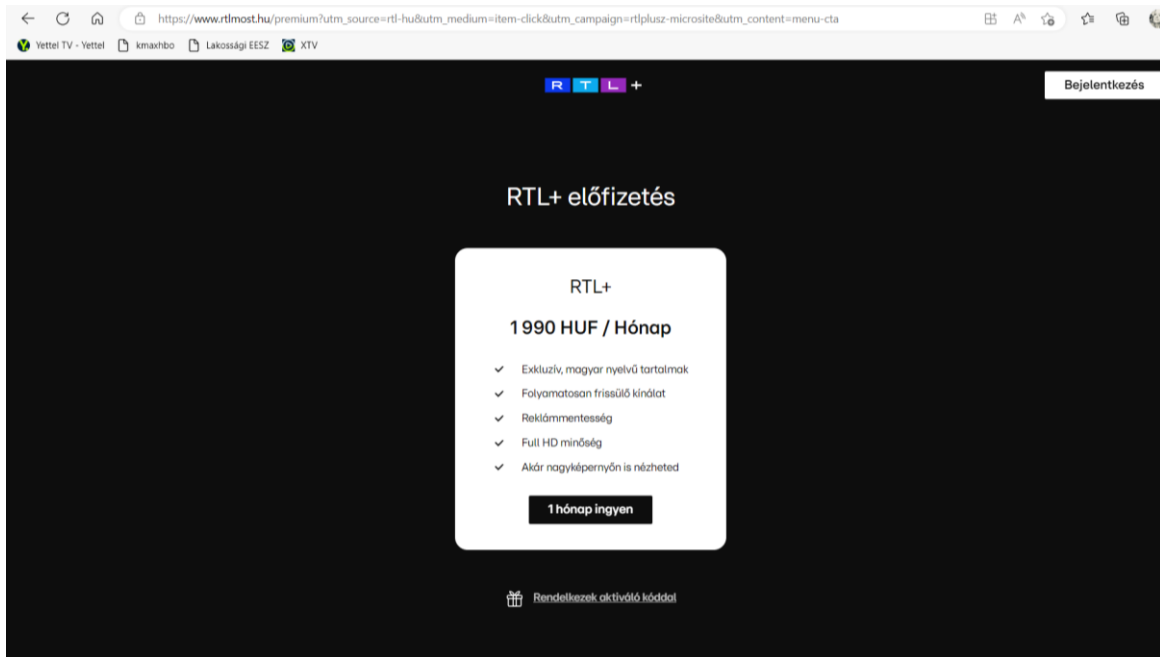 https://www.rtlmost.hu/premium?utm_source=rtl-hu&utm_medium=item-click&utm_campaign=rtlplusz-microsite&utm_content=menu-cta
Yettel TV - Yettel kmaxhbo Lakossági EESZ XTV
RTL+ Bejelentkezés
RTL+ előfizetés
RTL+
1 990 HUF / Hónap
Exkluzív, magyar nyelvű tartalmak
Folyamatosan frissülő kínálat
Reklámmentesség
Full HD minőség
Akár nagyképernyőn is nézheted
1 hónap ingyen
Rendelkezek aktiváló kóddal